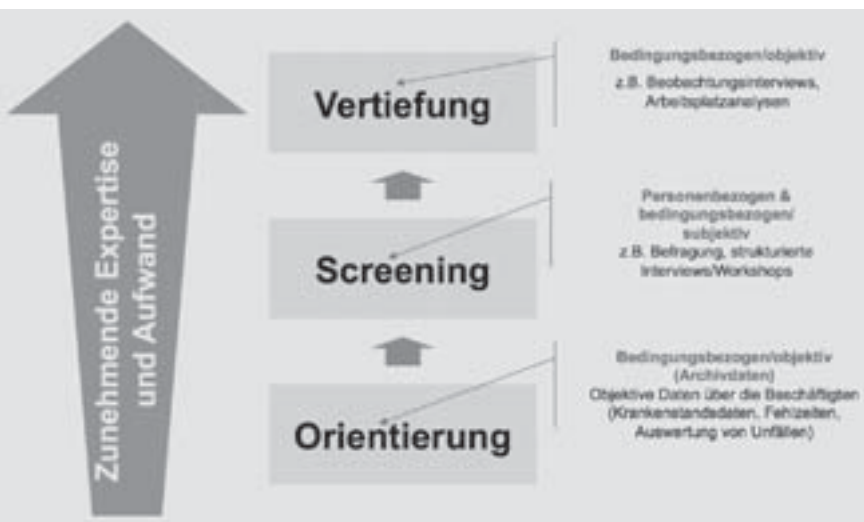 Zunehmende Expertise
und Aufwand
Vertiefung
Bedingungsbezogen/objektiv
z.B. Beobachtungsinterviews,
Arbeitsplatzanalysen
Screening
Personenbezogen &
bedingungsbezogen/
subjektiv
z.B. Befragung, strukturierte
Interviews/Workshops
Orientierung
Bedingungsbezogen/objektiv
(Archivdaten)
Objektive Daten über die Beschäftigten
(Krankenstandsdaten, Fehlzeiten,
Auswertung von Unfällen)